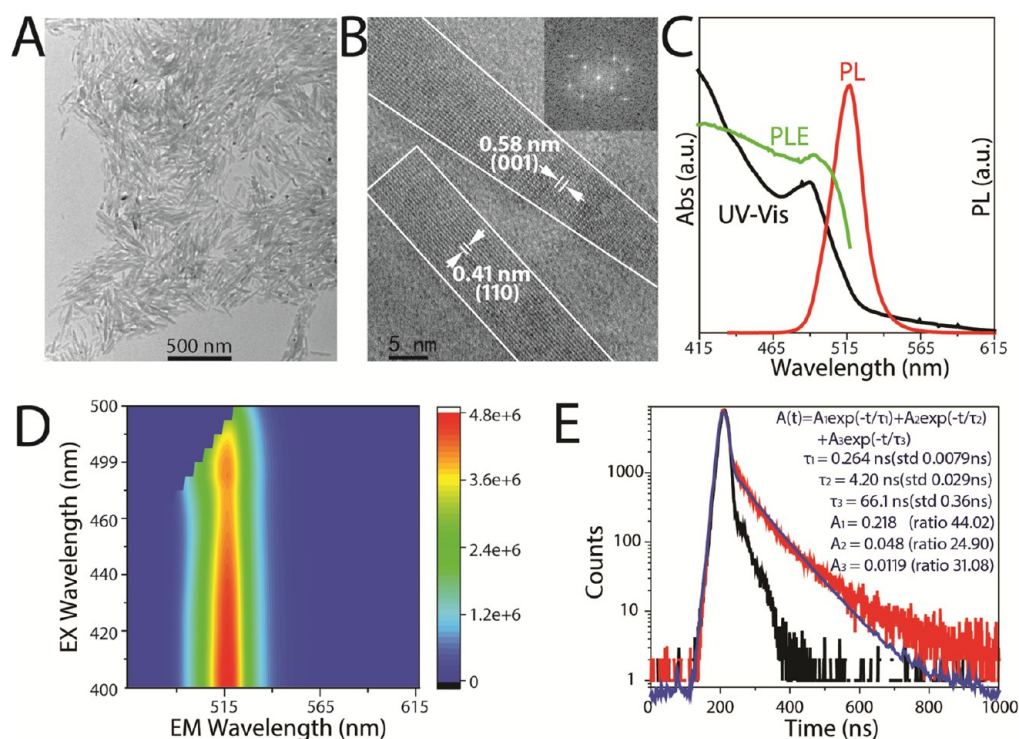 A
500 nm
B
0.58 nm
(001)
0.41 nm
(110)
5 nm
C
PL
PLE
UV-Vis
Abs (a.u.)
PL (a.u.)
415 465 515 565 615
Wavelength (nm)
D
500
499
460
440
420
400
EX Wavelength (nm)
515 565 615
EM Wavelength (nm)
4.8e+6
3.6e+6
2.4e+6
1.2e+6
0
E
A(t)=A₁exp(-t/τ₁)+A₂exp(-t/τ₂)
+A₃exp(-t/τ₃)
τ₁ = 0.264 ns(std 0.0079ns)
τ₂ = 4.20 ns(std 0.029ns)
τ₃ = 66.1 ns(std 0.36ns)
A₁ = 0.218 (ratio 44.02)
A₂ = 0.048 (ratio 24.90)
A₃ = 0.0119 (ratio 31.08)
1000
100
10
1
Counts
0 200 400 600 800 1000
Time (ns)